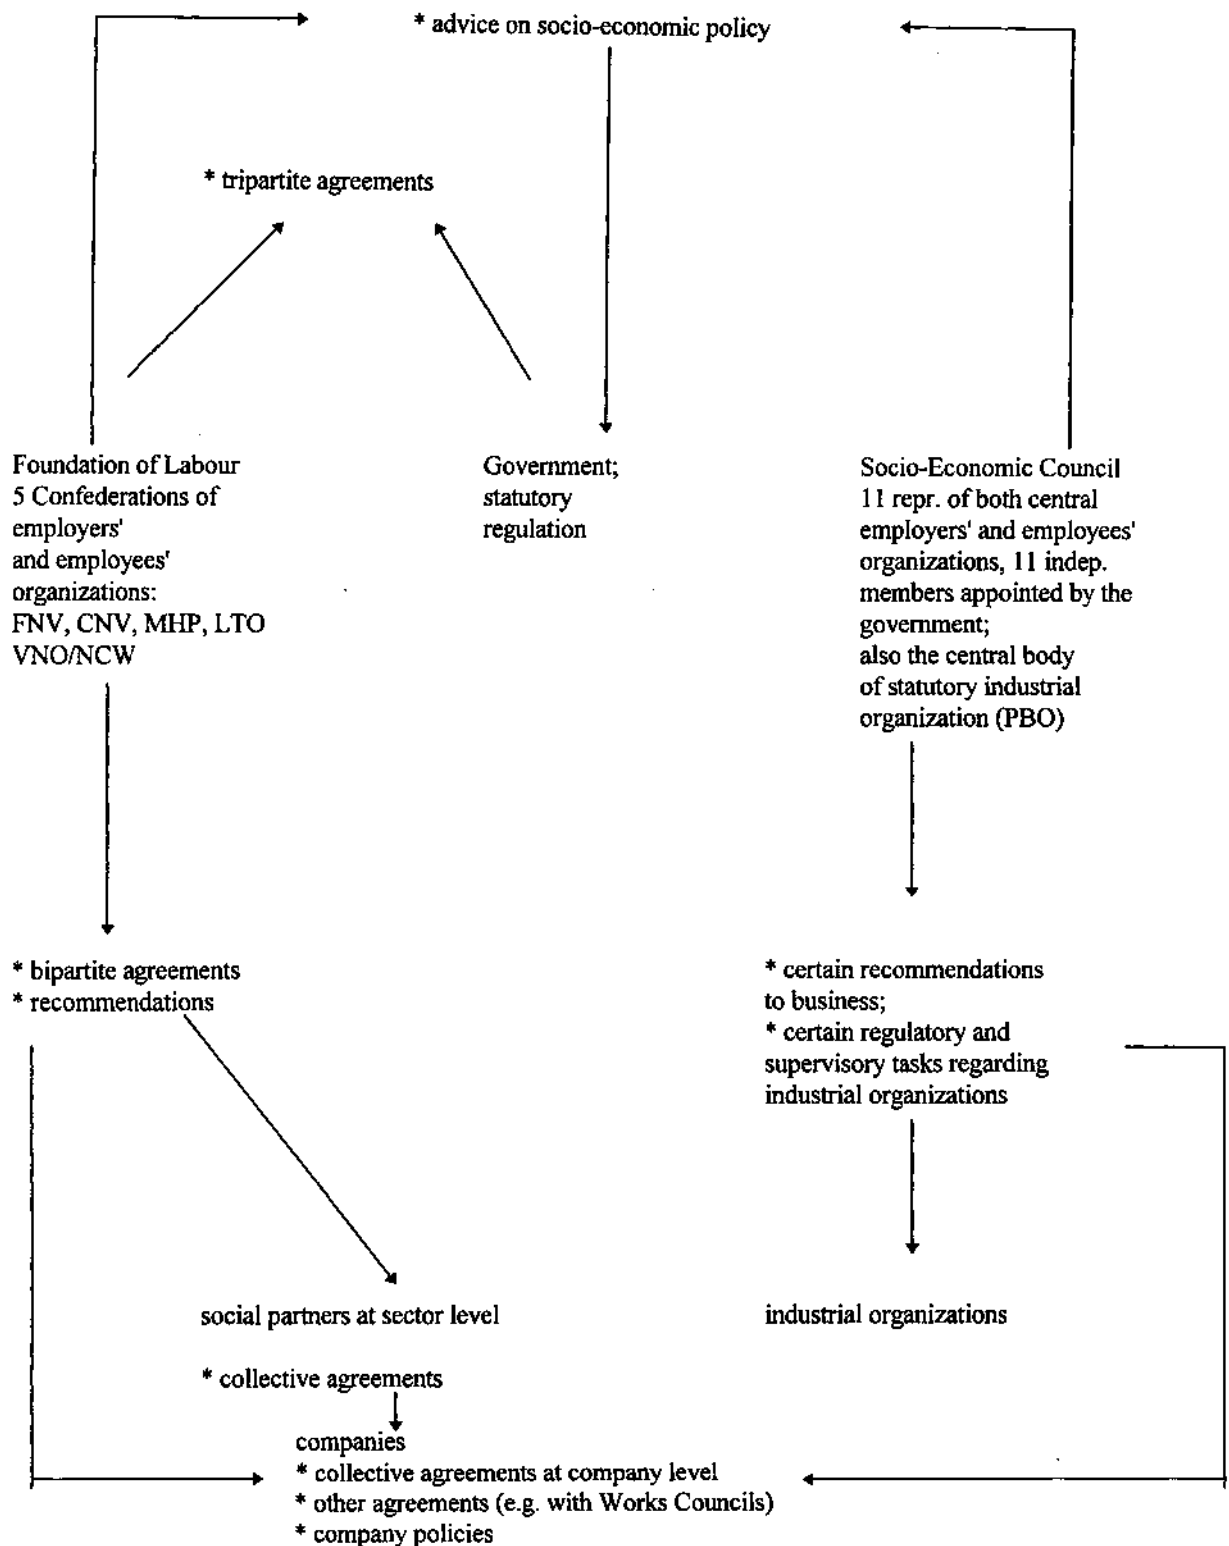 * advice on socio-economic policy
* tripartite agreements
Foundation of Labour
5 Confederations of
employers'
and employees'
organizations:
FNV, CNV, MHP, LTO
VNO/NCW
Government;
statutory
regulation
Socio-Economic Council
11 repr. of both central
employers' and employees'
organizations, 11 indep.
members appointed by the
government;
also the central body
of statutory industrial
organization (PBO)
* bipartite agreements
* recommendations
* certain recommendations
to business;
* certain regulatory and
supervisory tasks regarding
industrial organizations
social partners at sector level
industrial organizations
* collective agreements
companies
* collective agreements at company level
* other agreements (e.g. with Works Councils)
* company policies